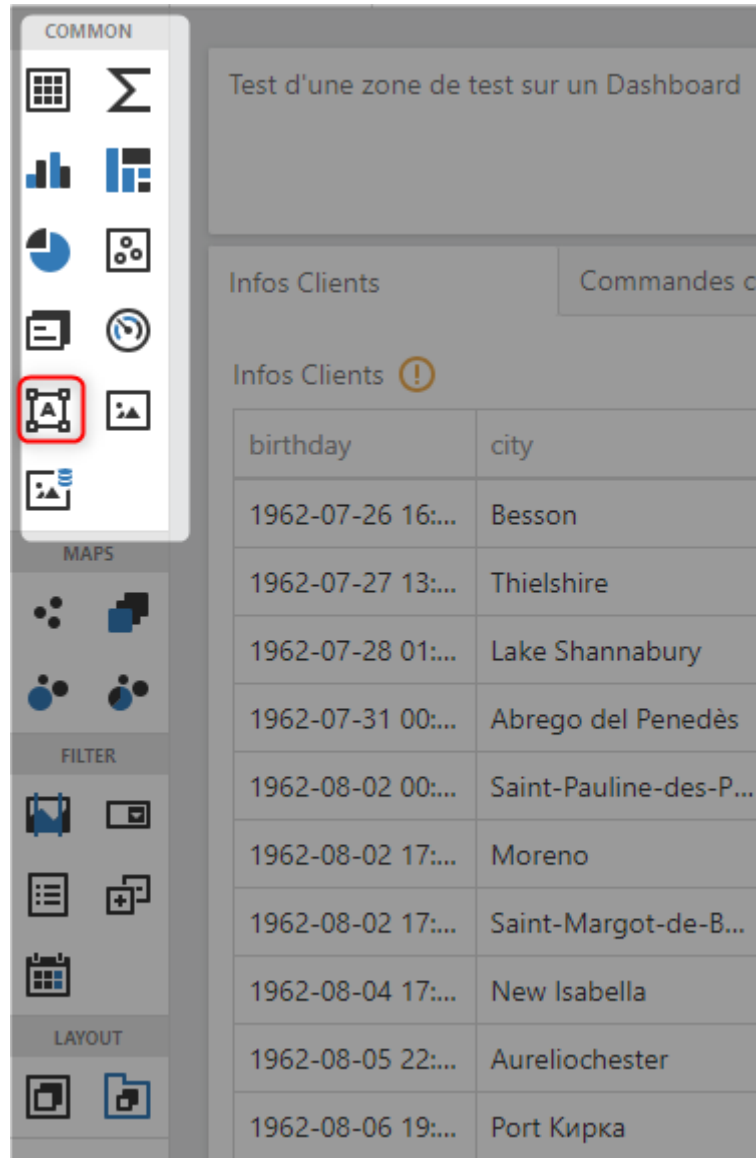 COMMON
Test d'une zone de test sur un Dashboard
Infos Clients
Commandes c
Infos Clients
birthday city
1962-07-26 16:... Besson
1962-07-27 13:... Thielshire
1962-07-28 01:... Lake Shannabury
1962-07-31 00:... Abrego del Penedès
1962-08-02 00:... Saint-Pauline-des-P...
1962-08-02 17:... Moreno
1962-08-02 17:... Saint-Margot-de-B...
1962-08-04 17:... New Isabella
1962-08-05 22:... Aureliochester
1962-08-06 19:... Port Кирка
MAPS
FILTER
LAYOUT